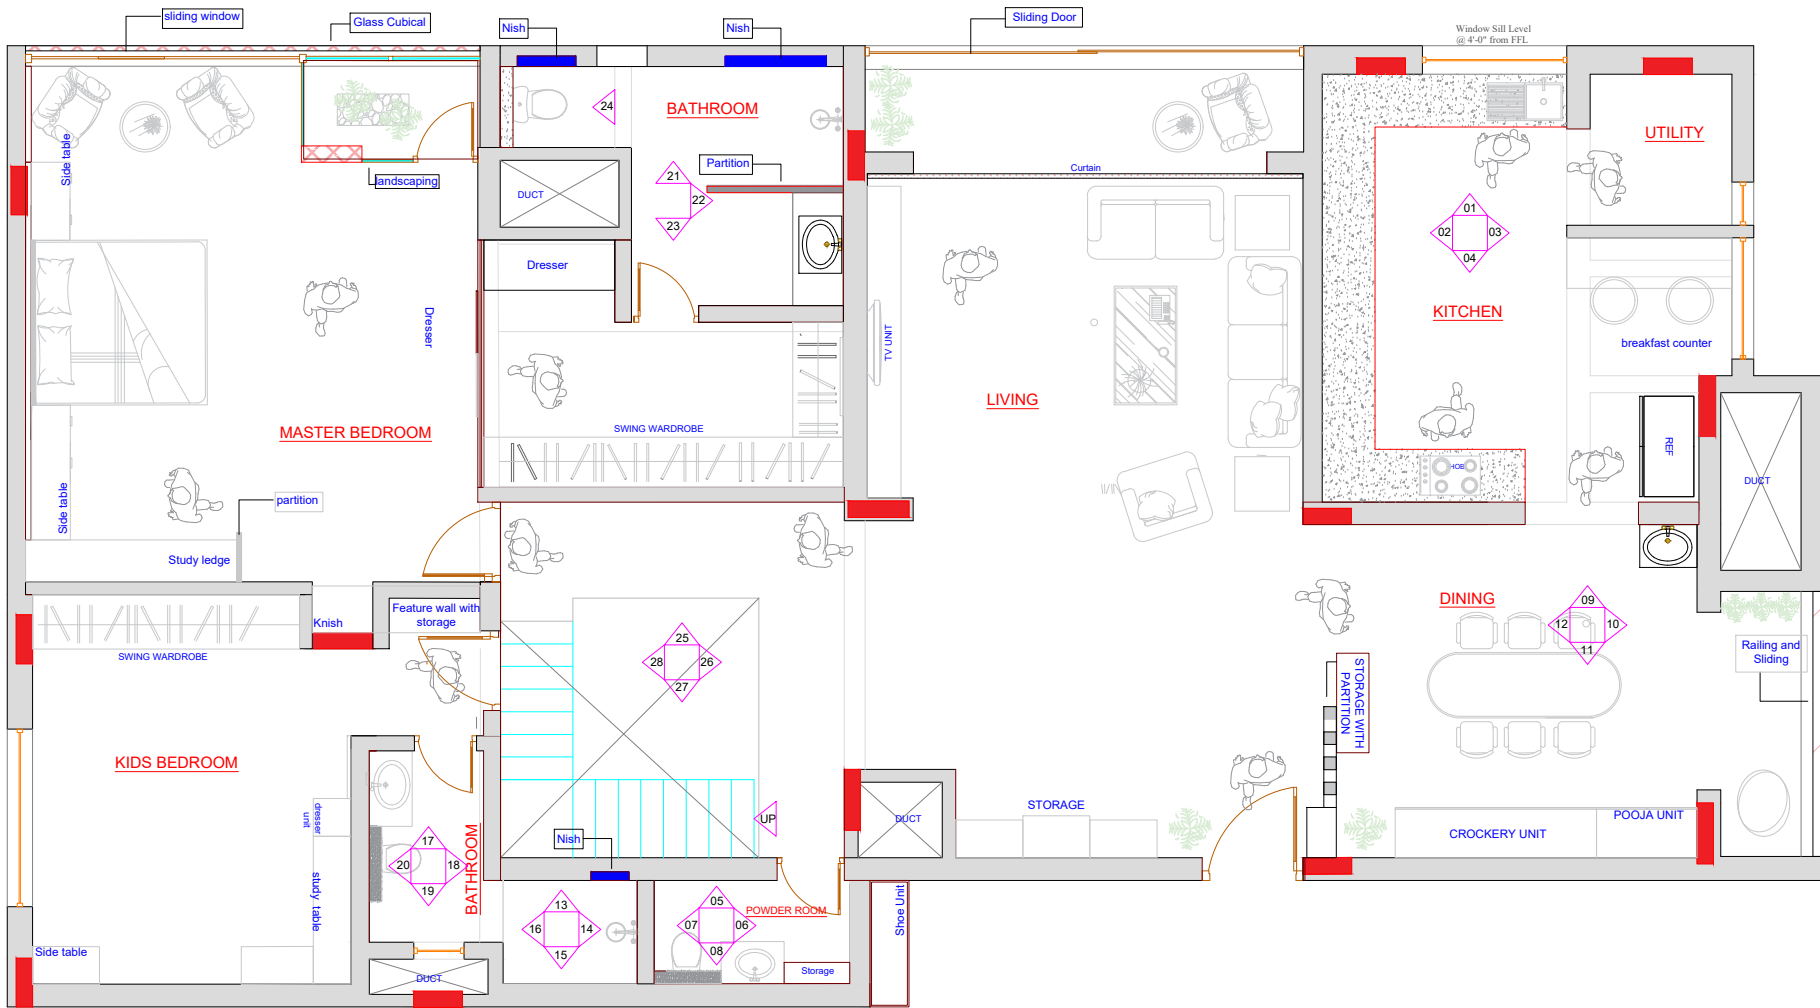 sliding window
Glass Cubical
Nish
Nish
Sliding Door
Window Sill Level
@ 4'-0" from FFL
24
BATHROOM
UTILITY
Side table
landscaping
Partition
Curtain
DUCT
21
22
23
01
02
03
04
Dresser
Dresser
TV UNIT
KITCHEN
breakfast counter
LIVING
MASTER BEDROOM
SWING WARDROBE
REF
HOB
DUCT
Side table
partition
Study ledge
DINING
09
12
10
11
Feature wall with
storage
Knish
SWING WARDROBE
25
28
26
27
Railing and
Sliding
STORAGE WITH
PARTITION
KIDS BEDROOM
dresser
unit
UP
DUCT
STORAGE
CROCKERY UNIT
POOJA UNIT
Nish
17
20
18
19
BATHROOM
study table
13
16
14
15
05
07
06
08
POWDER ROOM
Shoe Unit
Side table
DUCT
Storage